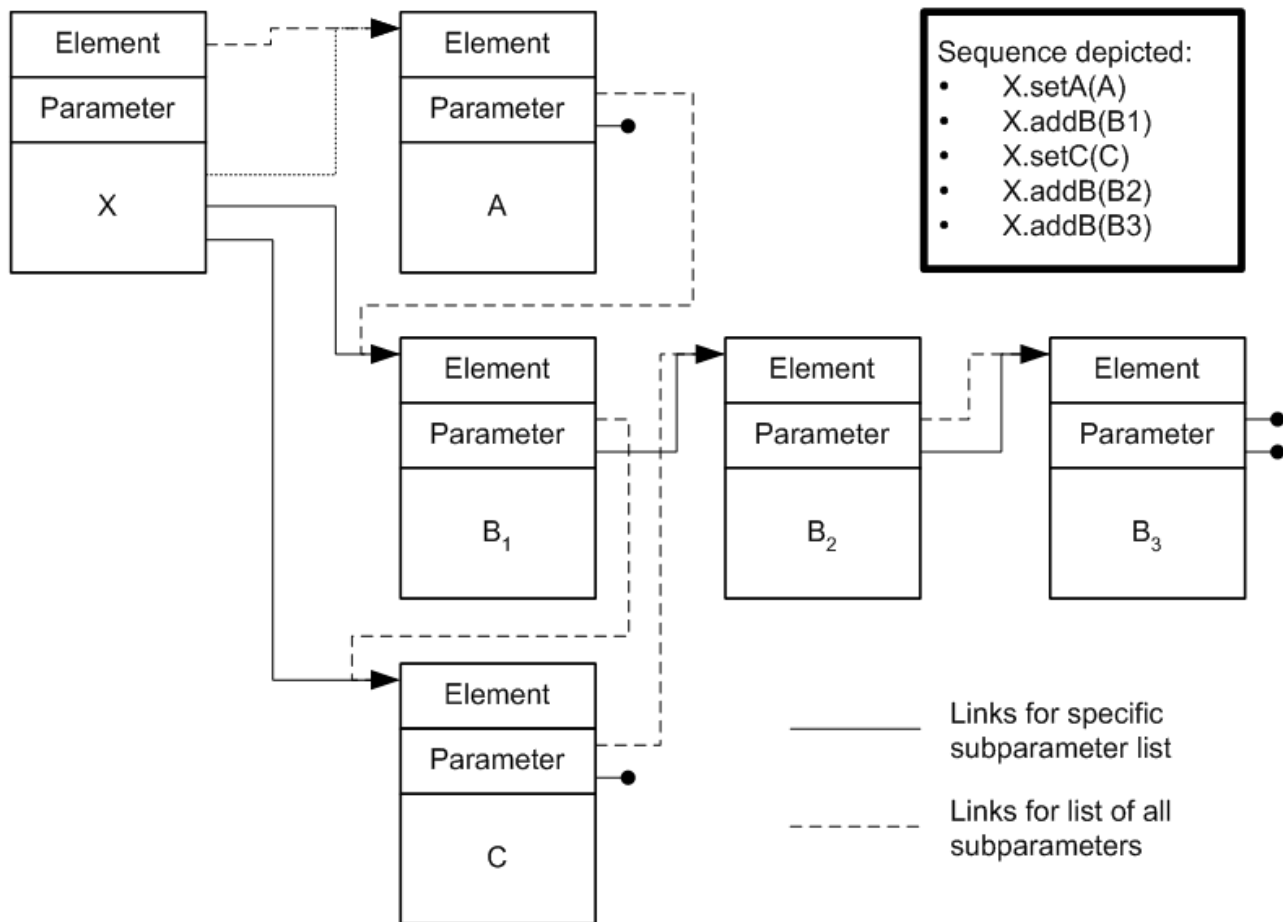 Element
Parameter
X
Element
Parameter
A
Sequence depicted:
• X.setA(A)
• X.addB(B1)
• X.setC(C)
• X.addB(B2)
• X.addB(B3)
Element
Parameter
B₁
Element
Parameter
B₂
Element
Parameter
B₃
Element
Parameter
C
Links for specific
subparameter list
Links for list of all
subparameters